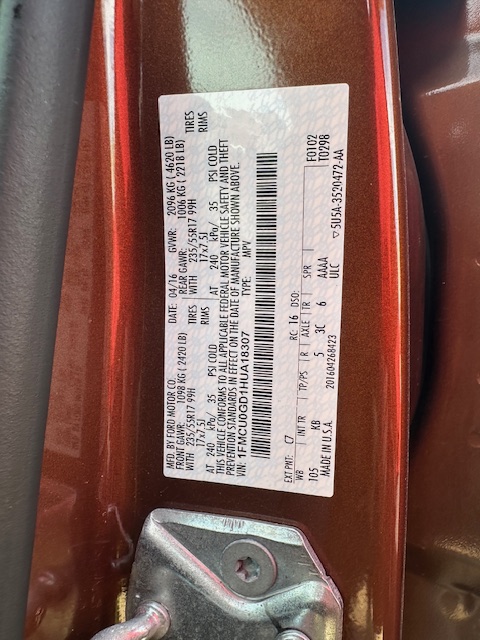 MFD. BY FORD MOTOR CO.
DATE: 04/16 GVWR: 2096 KG ( 4620 LB)
FRONT GAWR: 1098 KG ( 2420 LB) REAR GAWR: 1006 KG ( 2218 LB)
WITH 235/55R17 99H TIRES WITH 235/55R17 99H TIRES
17x7.5J RIMS 17x7.5J RIMS
AT 240 kPa/ 35 PSI COLD AT 240 kPa/ 35 PSI COLD
THIS VEHICLE CONFORMS TO ALL APPLICABLE FEDERAL MOTOR VEHICLE SAFETY AND THEFT
PREVENTION STANDARDS IN EFFECT ON THE DATE OF MANUFACTURE SHOWN ABOVE.
VIN: 1FMCU0GD1HUA18307 TYPE: MPV
F0102
T0298
EXT PNT: C7 RC: 16 DSO:
WB INT TR TP/PS R AXLE TR SPR
105 KB 5 3C 6 AAAA
ULC
MADE IN U.S.A. 201604268423 ▽5U5A-3520472-AA